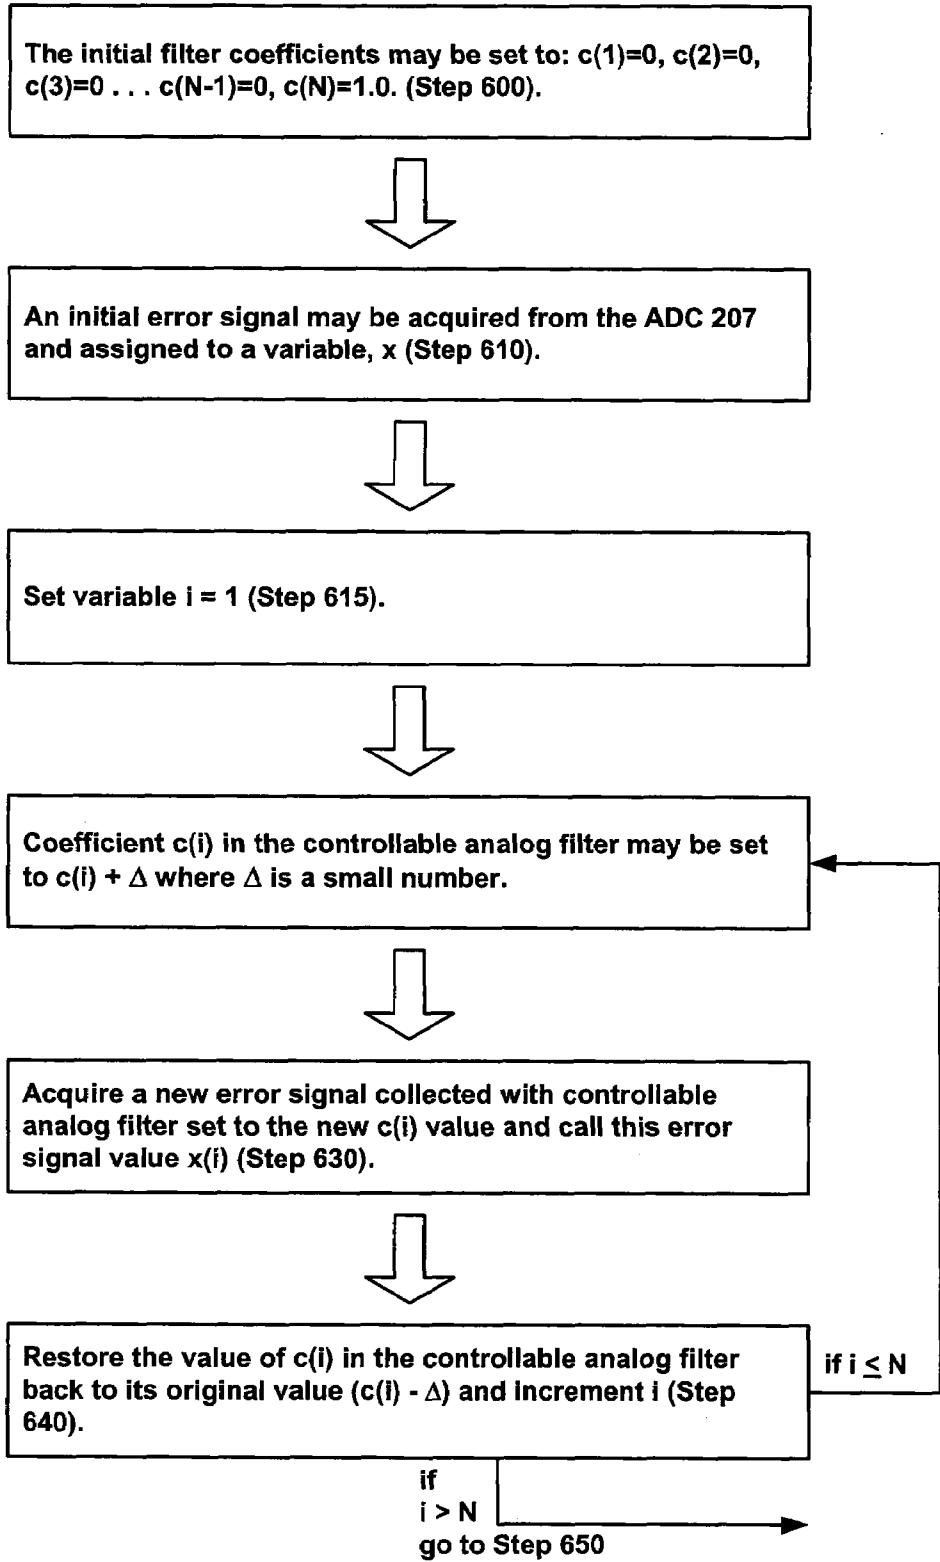 The initial filter coefficients may be set to: c(1)=0, c(2)=0,
c(3)=0 . . . c(N-1)=0, c(N)=1.0. (Step 600).
An initial error signal may be acquired from the ADC 207
and assigned to a variable, x (Step 610).
Set variable i = 1 (Step 615).
Coefficient c(i) in the controllable analog filter may be set
to c(i) + Δ where Δ is a small number.
Acquire a new error signal collected with controllable
analog filter set to the new c(i) value and call this error
signal value x(i) (Step 630).
Restore the value of c(i) in the controllable analog filter
back to its original value (c(i) - Δ) and increment i (Step
640).
if i ≤ N
if
i > N
go to Step 650